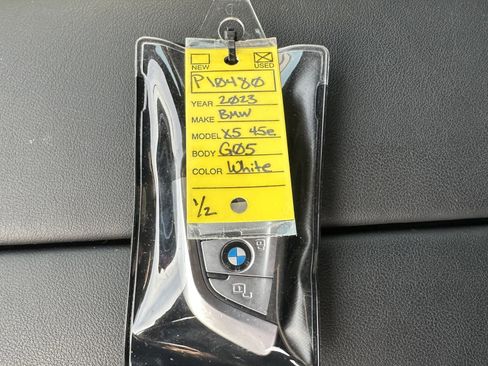 NEW USED
P10480
YEAR 2023
MAKE BMW
MODEL X5 45e
BODY G05
COLOR White
1/2